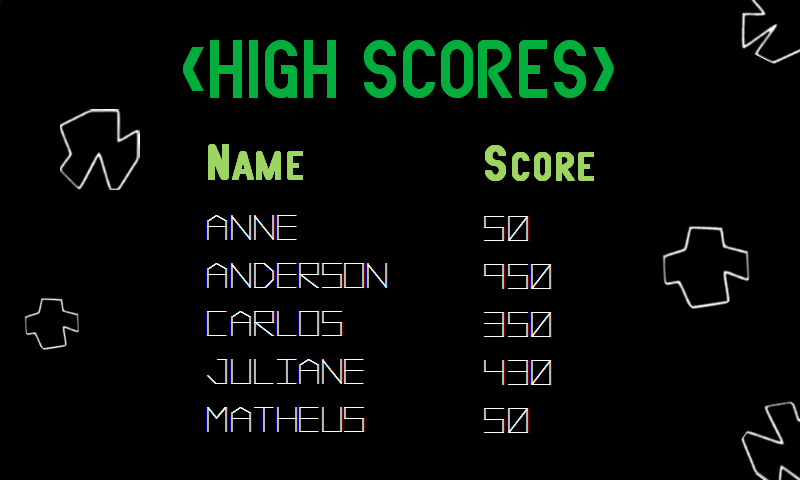 ‹HIGH SCORES›
NAME SCORE
ANNE 50
ANDERSON 950
CARLOS 350
JULIANE 430
MATHEUS 50